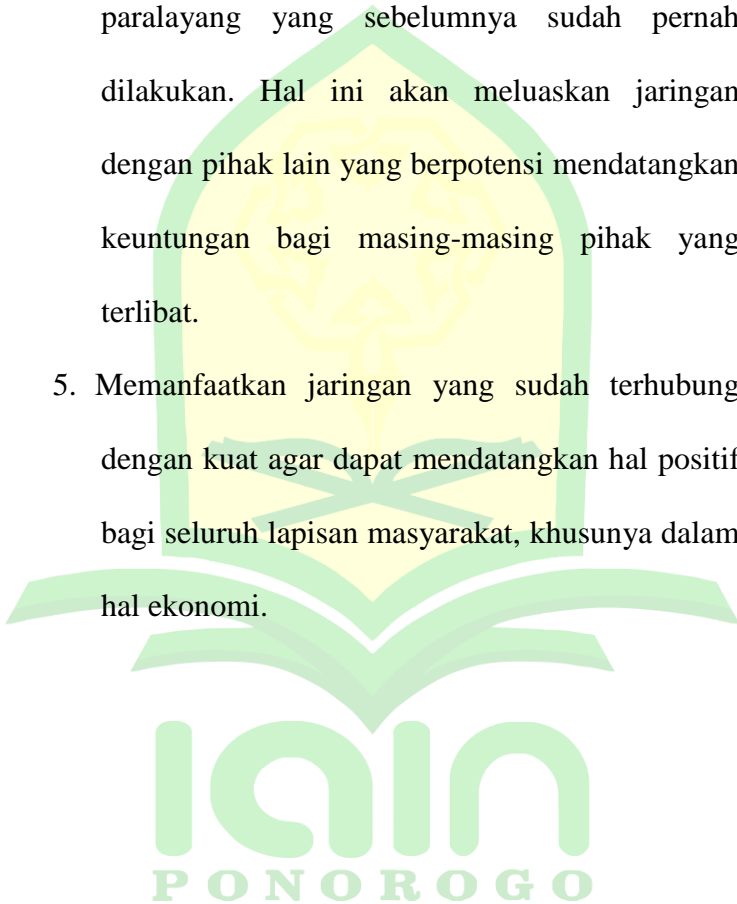 paralayang yang sebelumnya sudah pernah
dilakukan. Hal ini akan meluaskan jaringan
dengan pihak lain yang berpotensi mendatangkan
keuntungan bagi masing-masing pihak yang
terlibat.
5. Memanfaatkan jaringan yang sudah terhubung
dengan kuat agar dapat mendatangkan hal positif
bagi seluruh lapisan masyarakat, khusunya dalam
hal ekonomi.
iain
PONOROGO